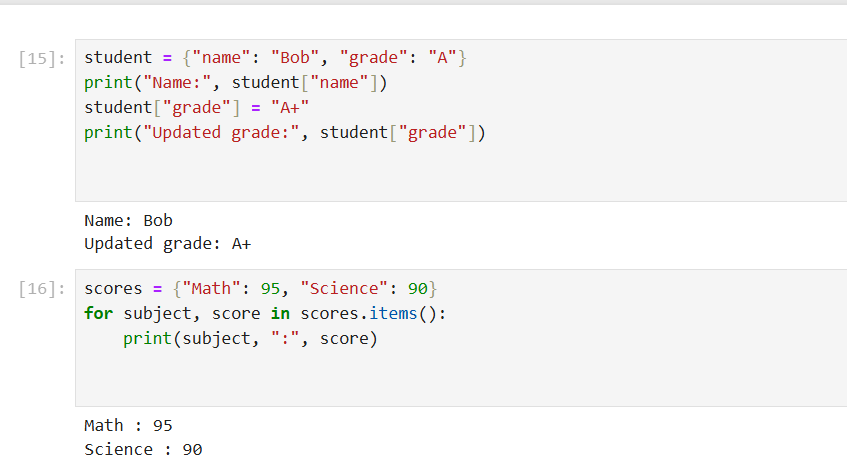 [15]: student = {"name": "Bob", "grade": "A"}
print("Name:", student["name"])
student["grade"] = "A+"
print("Updated grade:", student["grade"])
Name: Bob
Updated grade: A+
[16]: scores = {"Math": 95, "Science": 90}
for subject, score in scores.items():
    print(subject, ":", score)
Math : 95
Science : 90